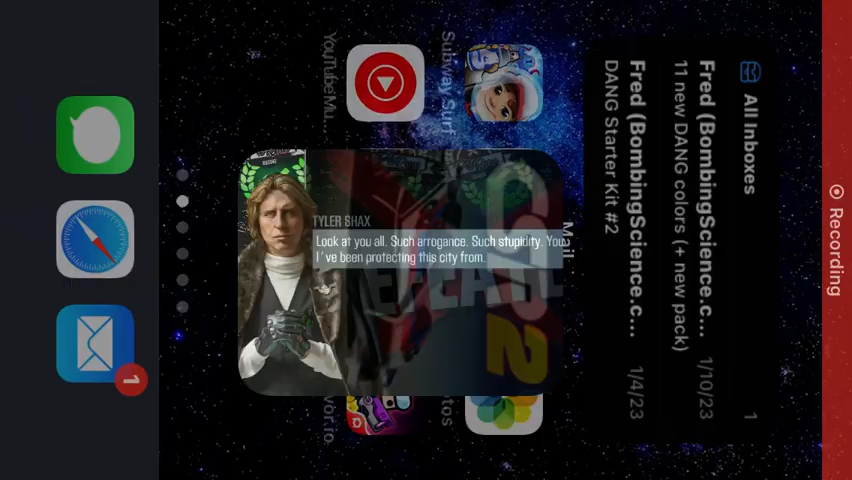 Recording
All Inboxes
1
Fred (BombingScience.c...
1/10/23
11 new DANG colors (+ new pack)
Fred (BombingScience.c...
1/4/23
DANG Starter Kit #2
Mail
Subway Surf
YouTube Mu...
TYLER SHAX
Look at you all. Such arrogance. Such stupidity. You
I've been protecting this city from.
CSR2
1